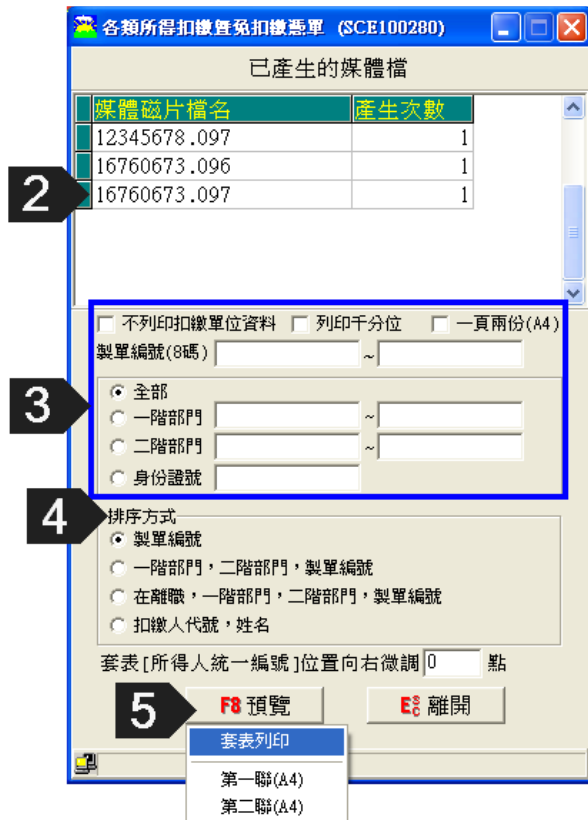 各類所得扣繳暨免扣繳憑單 (SCE100280)
已產生的媒體檔
媒體磁片檔名 產生次數
12345678.097 1
16760673.096 1
2
16760673.097 1
不列印扣繳單位資料 列印千分位 一頁兩份(A4)
製單編號(8碼) ~
3
全部
一階部門 ~
二階部門 ~
身份證號
4
排序方式
製單編號
一階部門，二階部門，製單編號
在離職，一階部門，二階部門，製單編號
扣繳人代號，姓名
套表[所得人統一編號]位置向右微調 0 點
5
F8 預覽 離開
套表列印
第一聯(A4)
第二聯(A4)